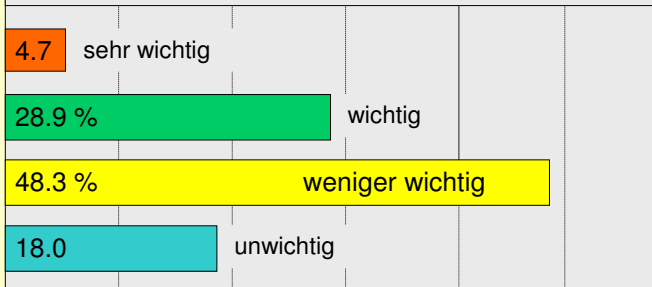 4.7 sehr wichtig
28.9 % wichtig
48.3 % weniger wichtig
18.0 unwichtig